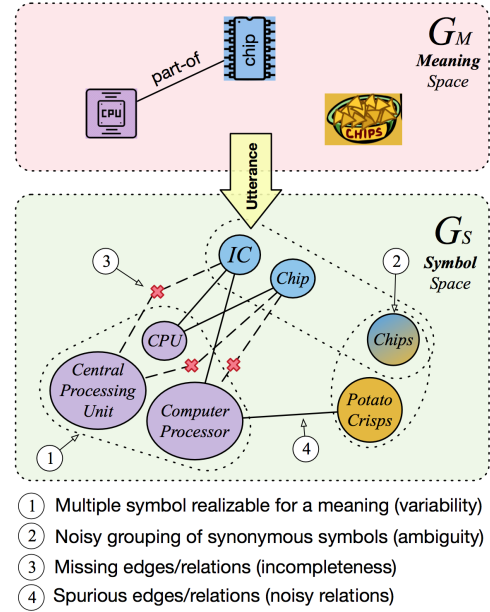 chip
part-of
CPU
CHIPS
G_M
Meaning
Space
Utterance
G_S
Symbol
Space
3
IC
Chip
2
CPU
Chips
Central
Processing
Unit
Computer
Processor
Potato
Crisps
1
4
1 Multiple symbol realizable for a meaning (variability)
2 Noisy grouping of synonymous symbols (ambiguity)
3 Missing edges/relations (incompleteness)
4 Spurious edges/relations (noisy relations)